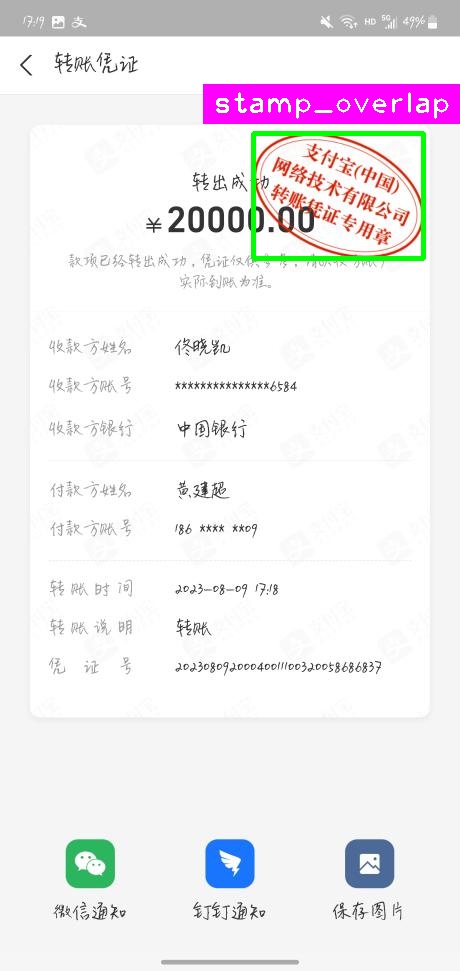 17:19 支 HD 5G 49%
转账凭证
stamp_overlap
支付宝(中国)
网络技术有限公司
转账凭证专用章
转出成功
¥20000.00
款项已经转出成功，凭证仅供参考，
实际到账为准。
收款方姓名 佟晓凯
收款方账号 ***************6584
收款方银行 中国银行
付款方姓名 黄建超
付款方账号 186 **** **09
转账时间 2023-08-09 17:18
转账说明 转账
凭证号 20230809200040011100320058686837
微信通知 钉钉通知 保存图片